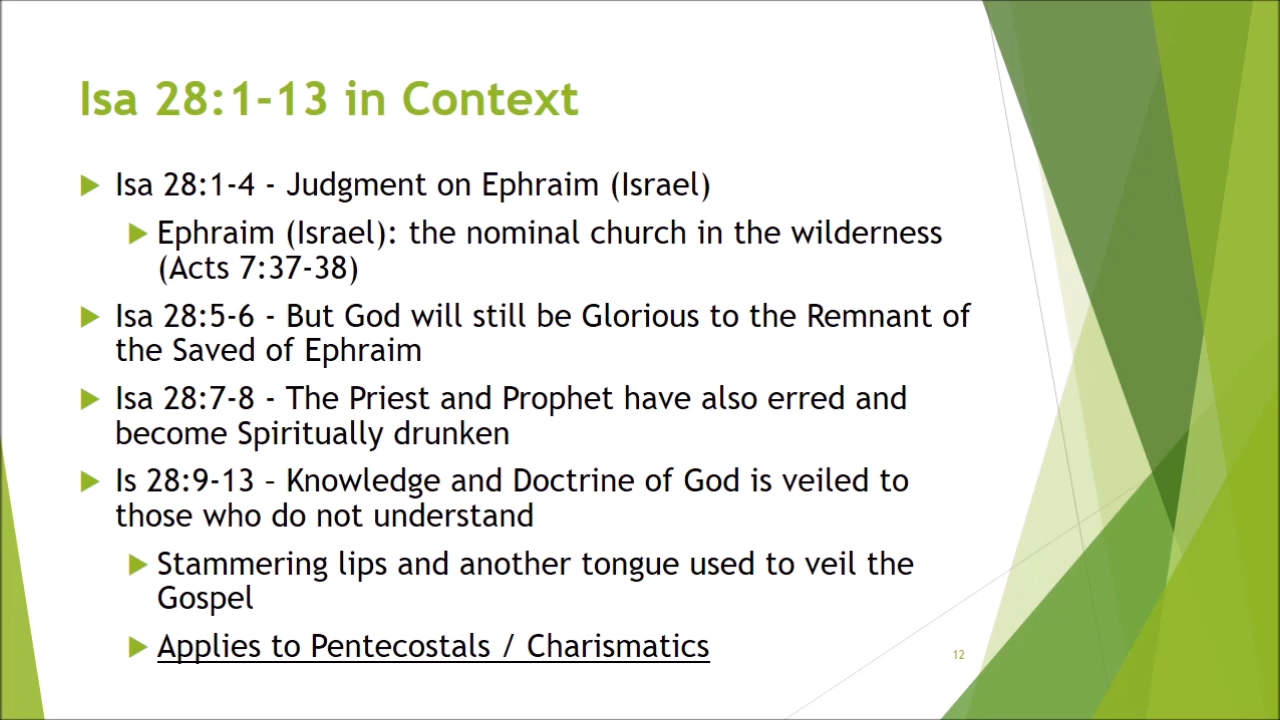 Isa 28:1-13 in Context
Isa 28:1-4 - Judgment on Ephraim (Israel)
Ephraim (Israel): the nominal church in the wilderness
(Acts 7:37-38)
Isa 28:5-6 - But God will still be Glorious to the Remnant of
the Saved of Ephraim
Isa 28:7-8 - The Priest and Prophet have also erred and
become Spiritually drunken
Is 28:9-13 – Knowledge and Doctrine of God is veiled to
those who do not understand
Stammering lips and another tongue used to veil the
Gospel
Applies to Pentecostals / Charismatics
12